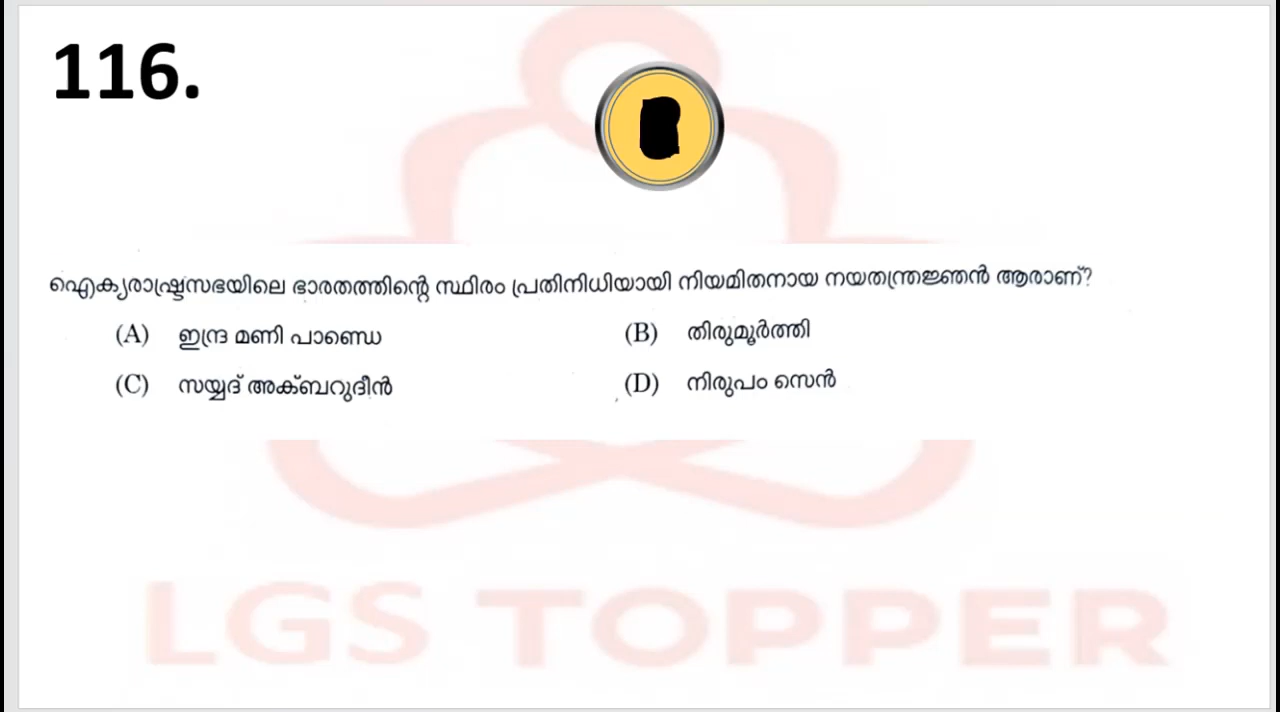 116.
ഐക്യരാഷ്ട്രസഭയിലെ ഭാരതത്തിന്റെ സ്ഥിരം പ്രതിനിധിയായി നിയമിതനായ നയതന്ത്രജ്ഞൻ ആരാണ്?
(A) ഇന്ദ്ര മണി പാണ്ഡെ (B) തിരുമൂർത്തി
(C) സയ്യദ് അക്ബറുദീൻ (D) നിരുപം സെൻ
LGS TOPPER